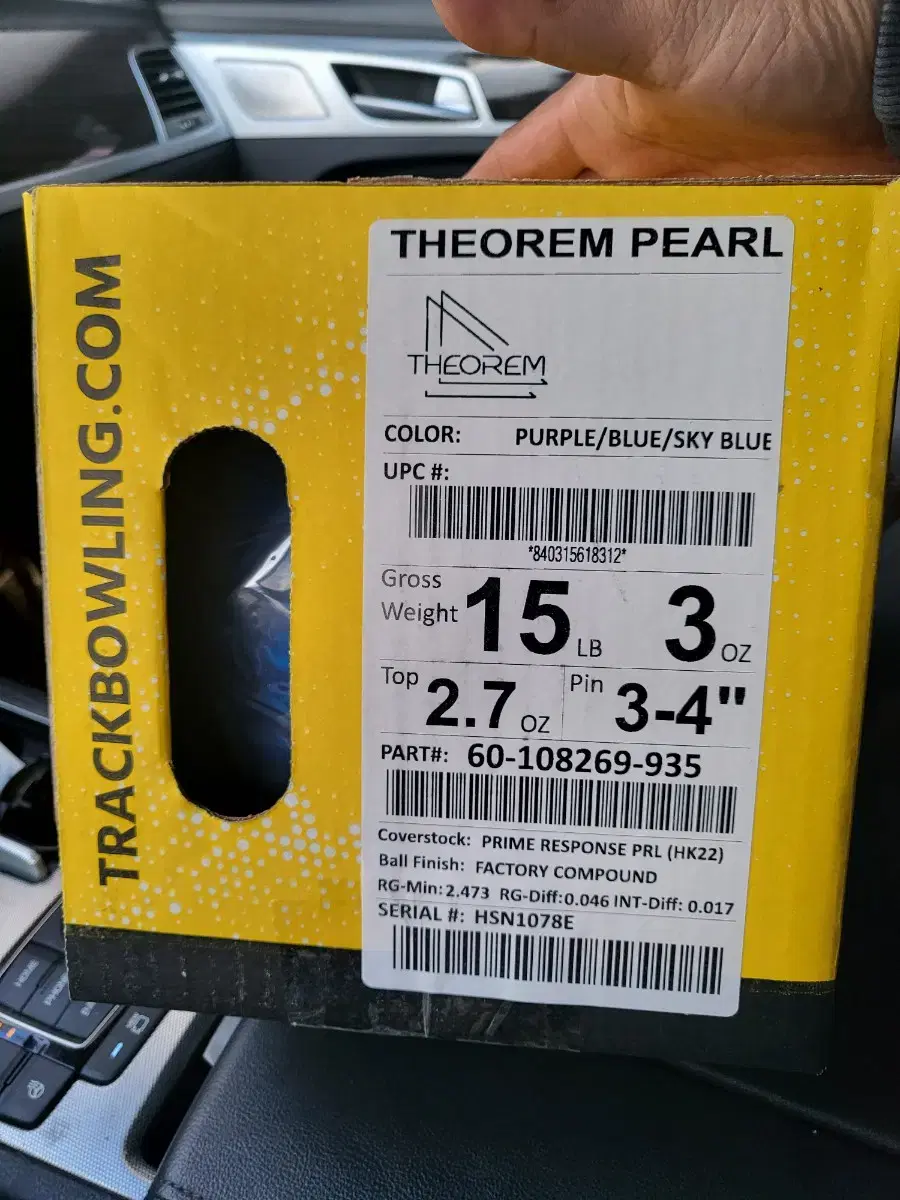 TRACKBOWLING.COM
THEOREM PEARL
THEOREM
COLOR: PURPLE/BLUE/SKY BLUE
UPC #:
*840315618312*
Gross Weight 15 LB 3 OZ
Top 2.7 OZ Pin 3-4"
PART#: 60-108269-935
Coverstock: PRIME RESPONSE PRL (HK22)
Ball Finish: FACTORY COMPOUND
RG-Min: 2.473 RG-Diff: 0.046 INT-Diff: 0.017
SERIAL #: HSN1078E
HOME